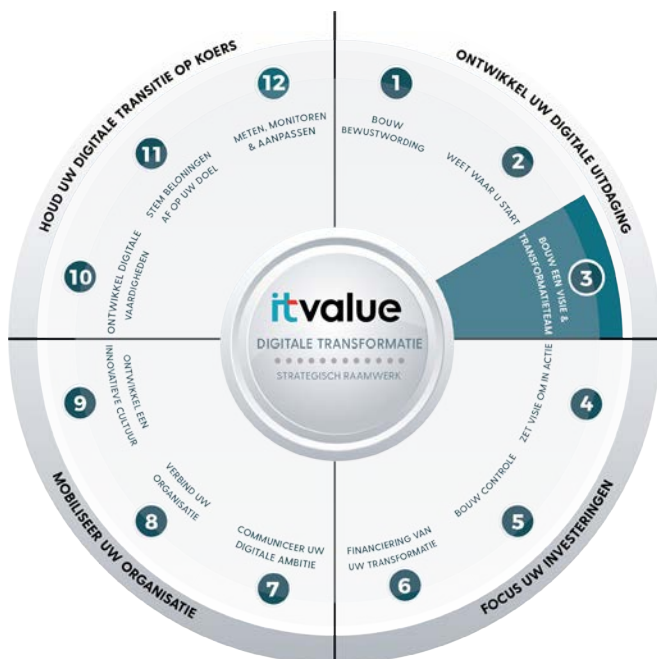 ONTWIKKEL UW DIGITALE UITDAGING
1
BOUW
BEWUSTWORDING
2
WEET WAAR U START
3
BOUW EEN VISIE &
TRANSFORMATIETEAM
FOCUS UW INVESTERINGEN
4
ZET VISIE OM IN ACTIE
5
BOUW CONTROLE
6
FINANCIERING VAN
UW TRANSFORMATIE
MOBILISEER UW ORGANISATIE
7
COMMUNICEER UW
DIGITALE AMBITIE
8
VERBIND UW
ORGANISATIE
9
ONTWIKKEL EEN
INNOVATIEVE CULTUUR
HOUD UW DIGITALE TRANSITIE OP KOERS
10
ONTWIKKEL DIGITALE
VAARDIGHEDEN
11
STEM BELONINGEN
AF OP UW DOEL
12
METEN, MONITOREN
& AANPASSEN
itvalue
DIGITALE TRANSFORMATIE
STRATEGISCH RAAMWERK